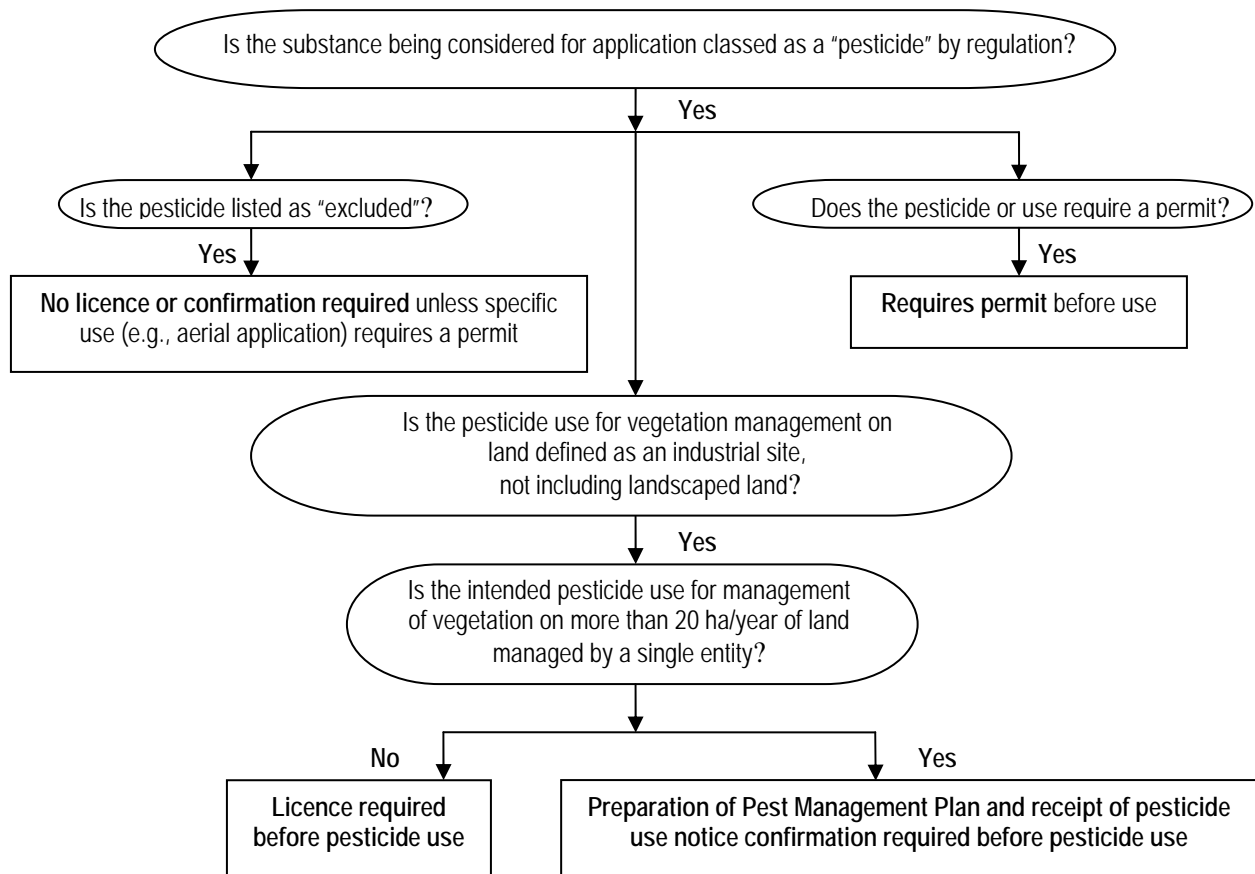 Is the substance being considered for application classed as a “pesticide” by regulation?
Yes
Is the pesticide listed as “excluded”?
Does the pesticide or use require a permit?
Yes
Yes
No licence or confirmation required unless specific
use (e.g., aerial application) requires a permit
Requires permit before use
Is the pesticide use for vegetation management on
land defined as an industrial site,
not including landscaped land?
Yes
Is the intended pesticide use for management
of vegetation on more than 20 ha/year of land
managed by a single entity?
No
Yes
Licence required
before pesticide use
Preparation of Pest Management Plan and receipt of pesticide
use notice confirmation required before pesticide use